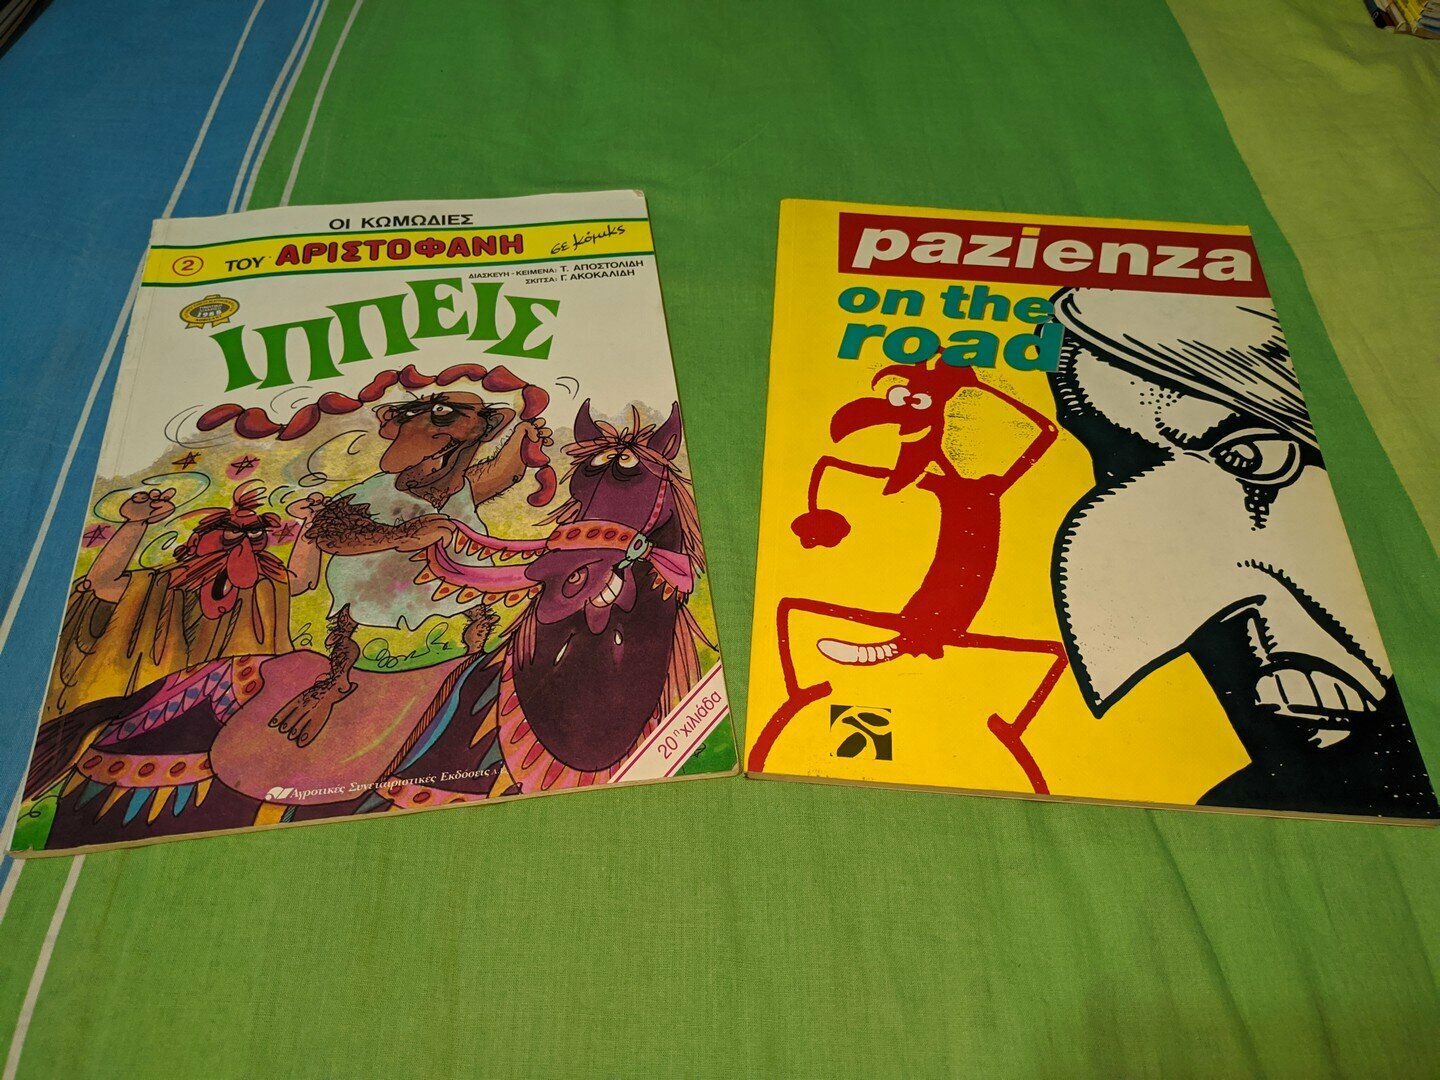 ΟΙ ΚΩΜΩΔΙΕΣ
2 ΤΟΥ ΑΡΙΣΤΟΦΑΝΗ σε κόμικς
ΔΙΑΣΚΕΥΗ - ΚΕΙΜΕΝΑ: Τ. ΑΠΟΣΤΟΛΙΔΗ
ΣΚΙΤΣΑ: Γ. ΑΚΟΚΑΛΙΔΗ
ΙΠΠΕΙΣ
1988
20η χιλιάδα
Αγροτικές Συνεταιριστικές Εκδόσεις Α.Ε.
pazienza
on the
road